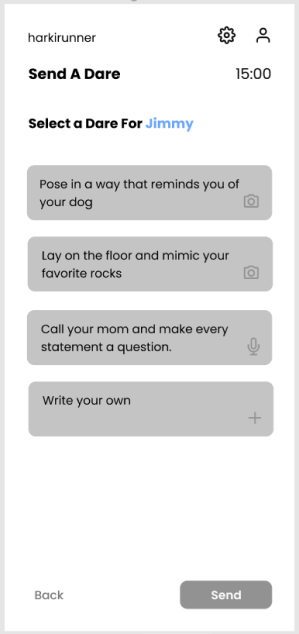 harkirunner
Send A Dare 15:00
Select a Dare For Jimmy
Pose in a way that reminds you of
your dog
Lay on the floor and mimic your
favorite rocks
Call your mom and make every
statement a question.
Write your own
Back Send